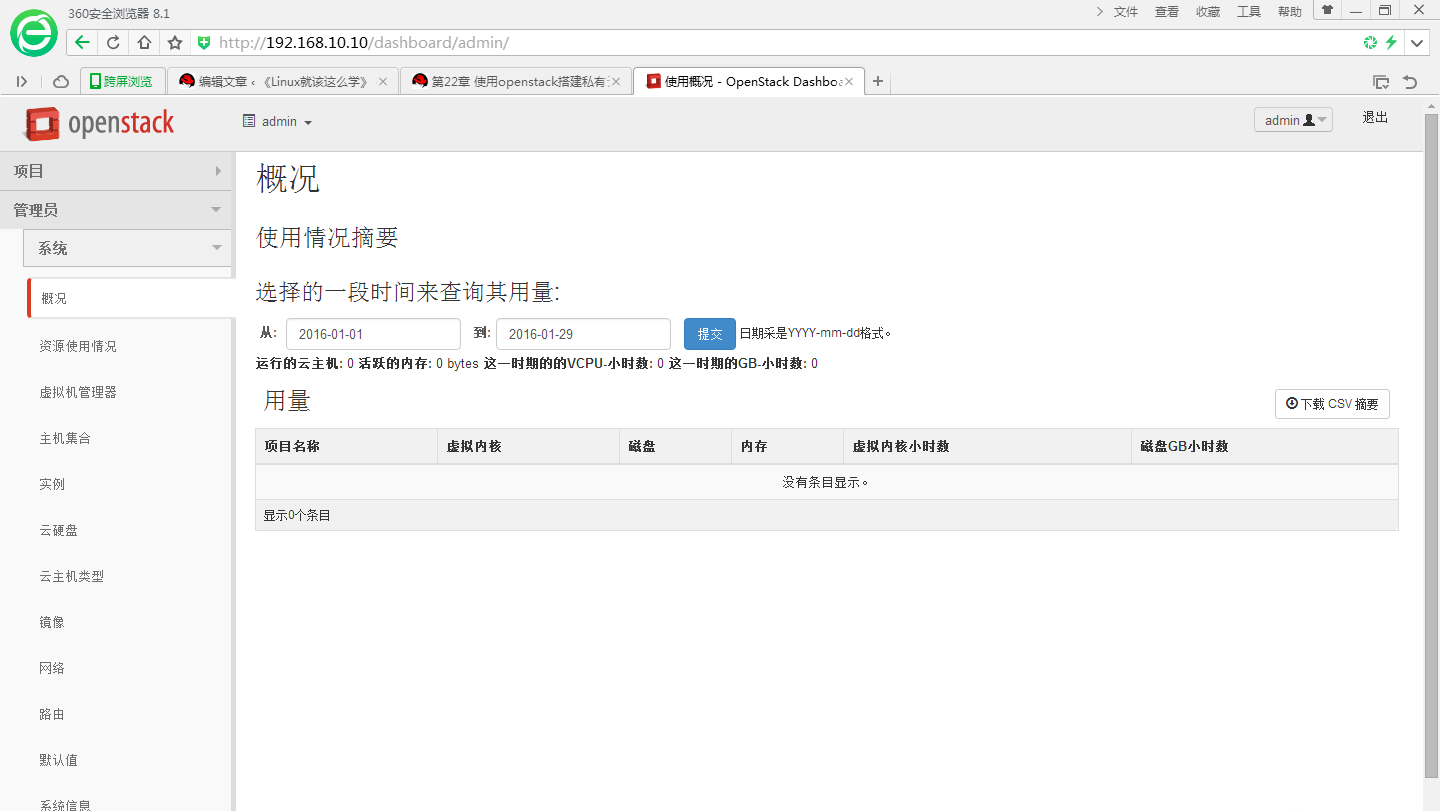 360安全浏览器 8.1
文件 查看 收藏 工具 帮助
http://192.168.10.10/dashboard/admin/
跨屏浏览
编辑文章 ‹ 《Linux就该这么学》
第22章 使用openstack搭建私有
使用概况 - OpenStack Dashboa
openstack
admin
admin
退出
项目
管理员
系统
概况
资源使用情况
虚拟机管理器
主机集合
实例
云硬盘
云主机类型
镜像
网络
路由
默认值
系统信息
概况
使用情况摘要
选择的一段时间来查询其用量:
从: 2016-01-01 到: 2016-01-29 提交 日期采是YYYY-mm-dd格式。
运行的云主机: 0 活跃的内存: 0 bytes 这一时期的的VCPU-小时数: 0 这一时期的GB-小时数: 0
用量
下载 CSV 摘要
项目名称 虚拟内核 磁盘 内存 虚拟内核小时数 磁盘GB小时数
没有条目显示。
显示0个条目